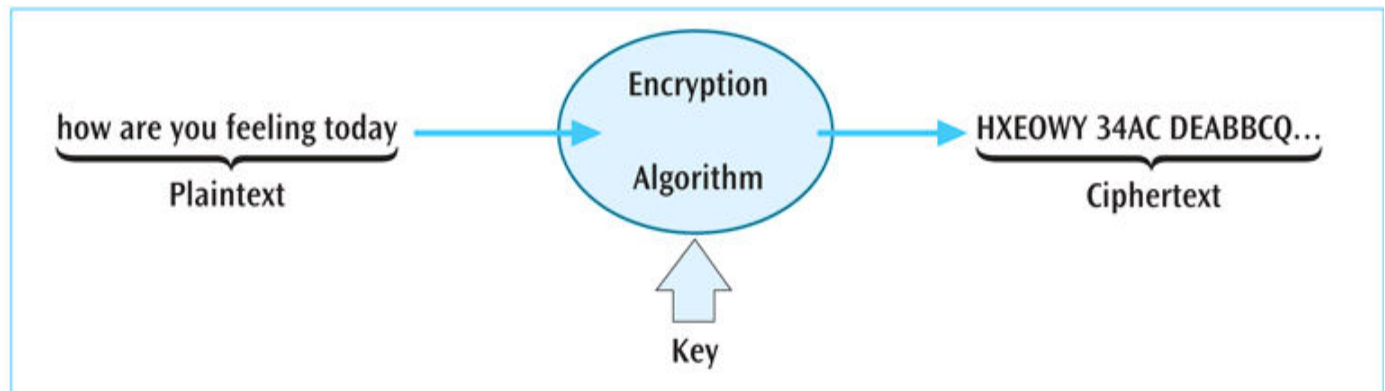 how are you feeling today
Plaintext
Encryption
Algorithm
Key
HXEOWY 34AC DEABBCQ...
Ciphertext